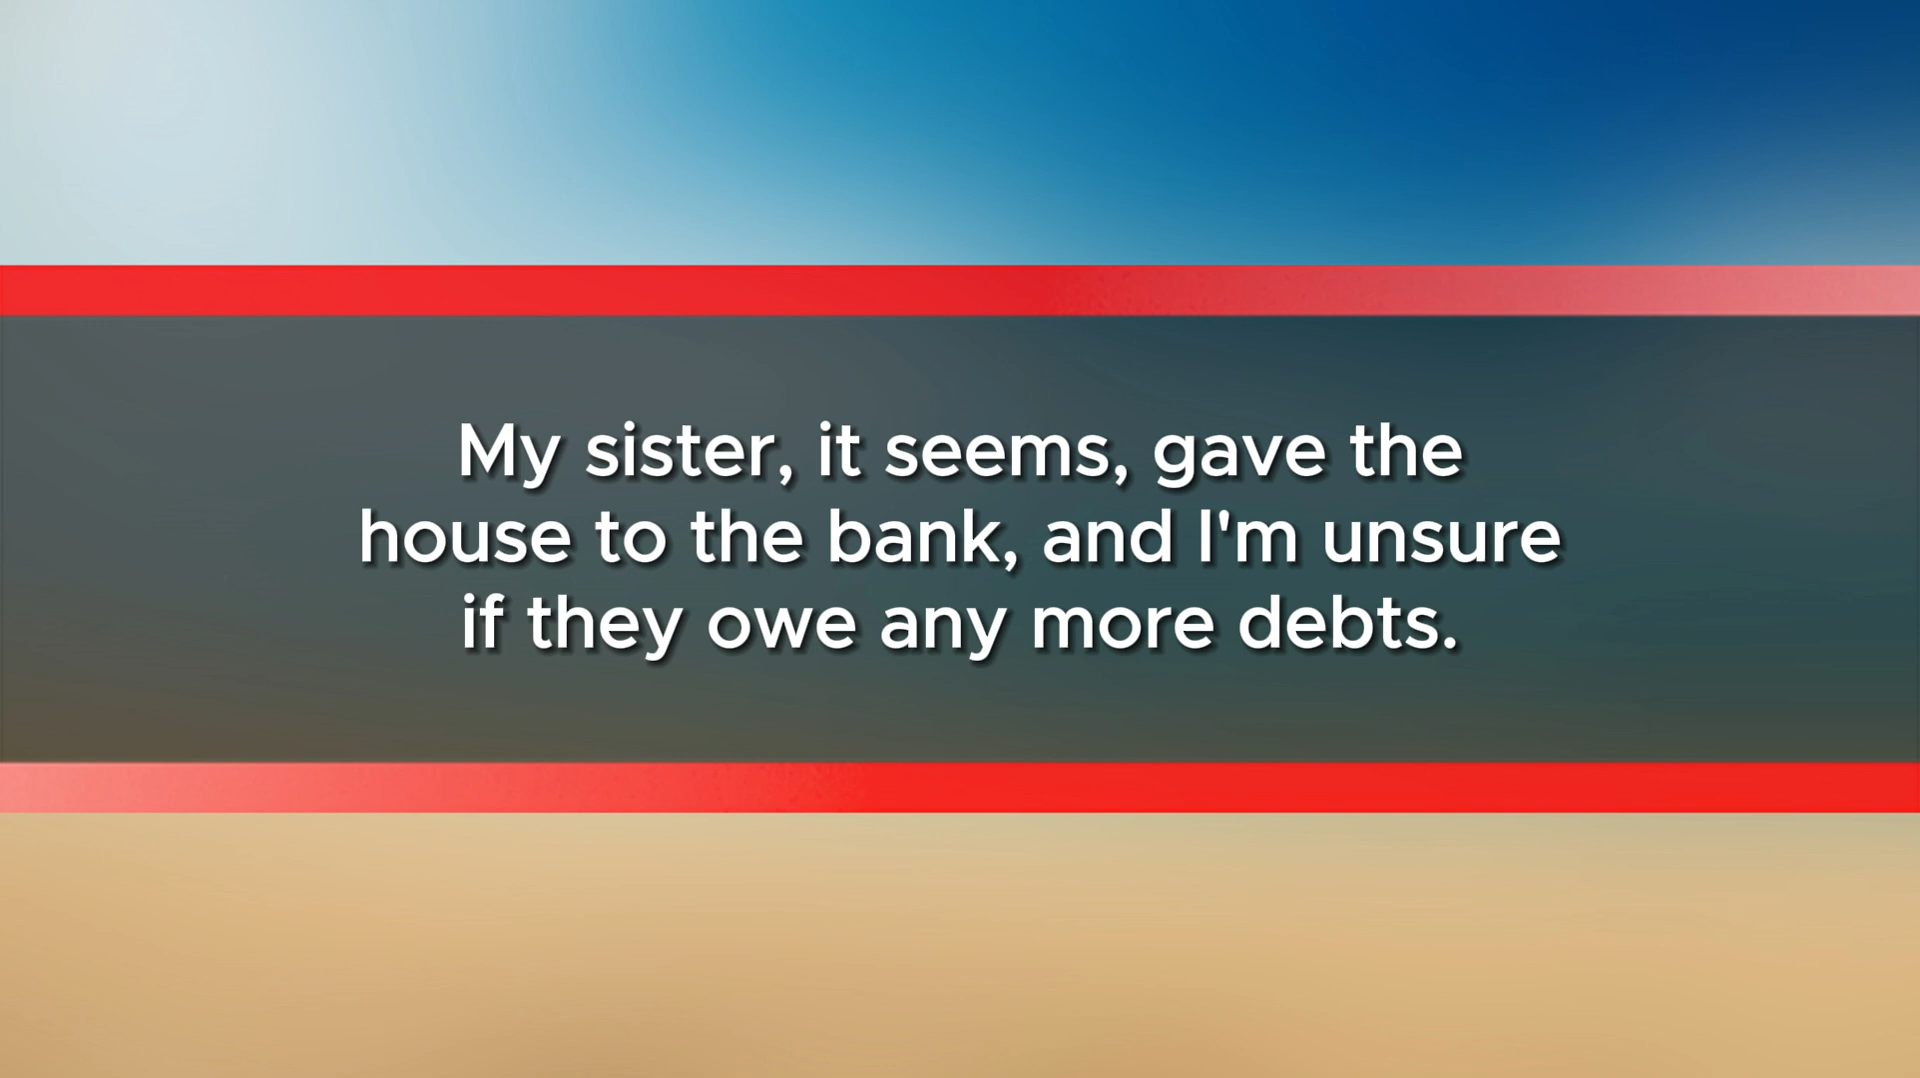 My sister, it seems, gave the
house to the bank, and I'm unsure
if they owe any more debts.